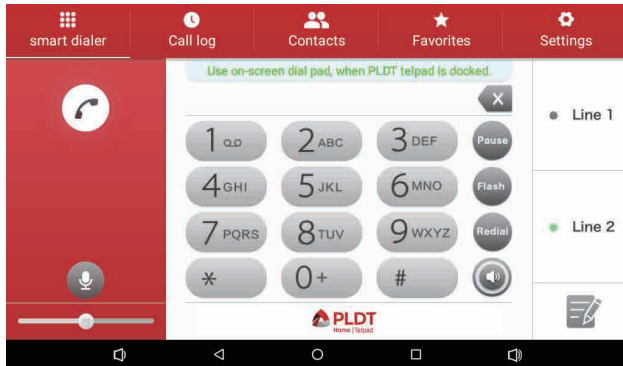 smart dialer
Call log
Contacts
Favorites
Settings
Use on-screen dial pad, when PLDT telpad is docked.
X
1
2 ABC
3 DEF
Pause
Line 1
4 GHI
5 JKL
6 MNO
Flash
7 PQRS
8 TUV
9 WXYZ
Redial
Line 2
*
0 +
#
PLDT
Home | Telpad